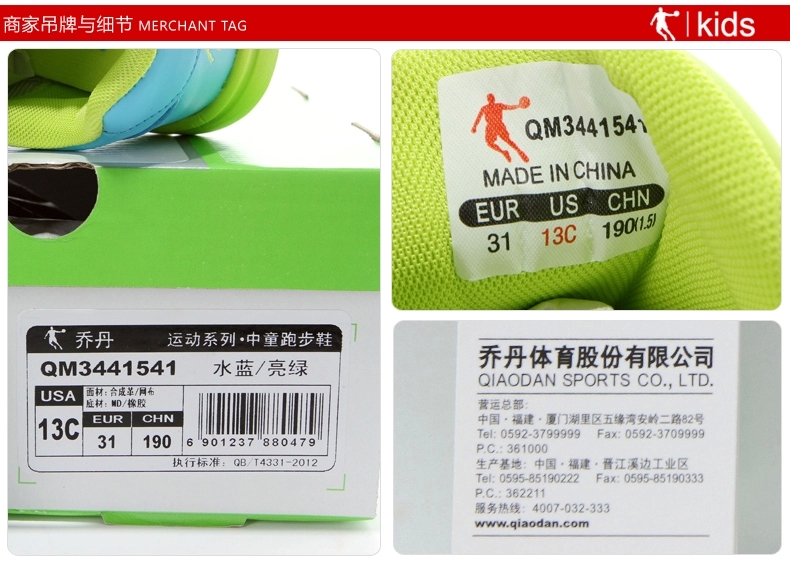 商家吊牌与细节 MERCHANT TAG
kids
乔丹 运动系列·中童跑步鞋
QM3441541 水蓝/亮绿
USA
13C
面材：合成革/网布
底材：MD/橡胶
EUR CHN
31 190
6 901237 880479
执行标准：QB/T4331-2012
QM3441541
MADE IN CHINA
EUR US CHN
31 13C 190(1.5)
乔丹体育股份有限公司
QIAODAN SPORTS CO., LTD.
营运总部：
中国·福建·厦门湖里区五缘湾安岭二路82号
Tel: 0592-3799999 Fax: 0592-3709999
P.C.: 361000
生产基地：中国·福建·晋江溪边工业区
Tel: 0595-85190222 Fax: 0595-85190333
P.C.: 362211
服务热线：4007-032-333
www.qiaodan.com